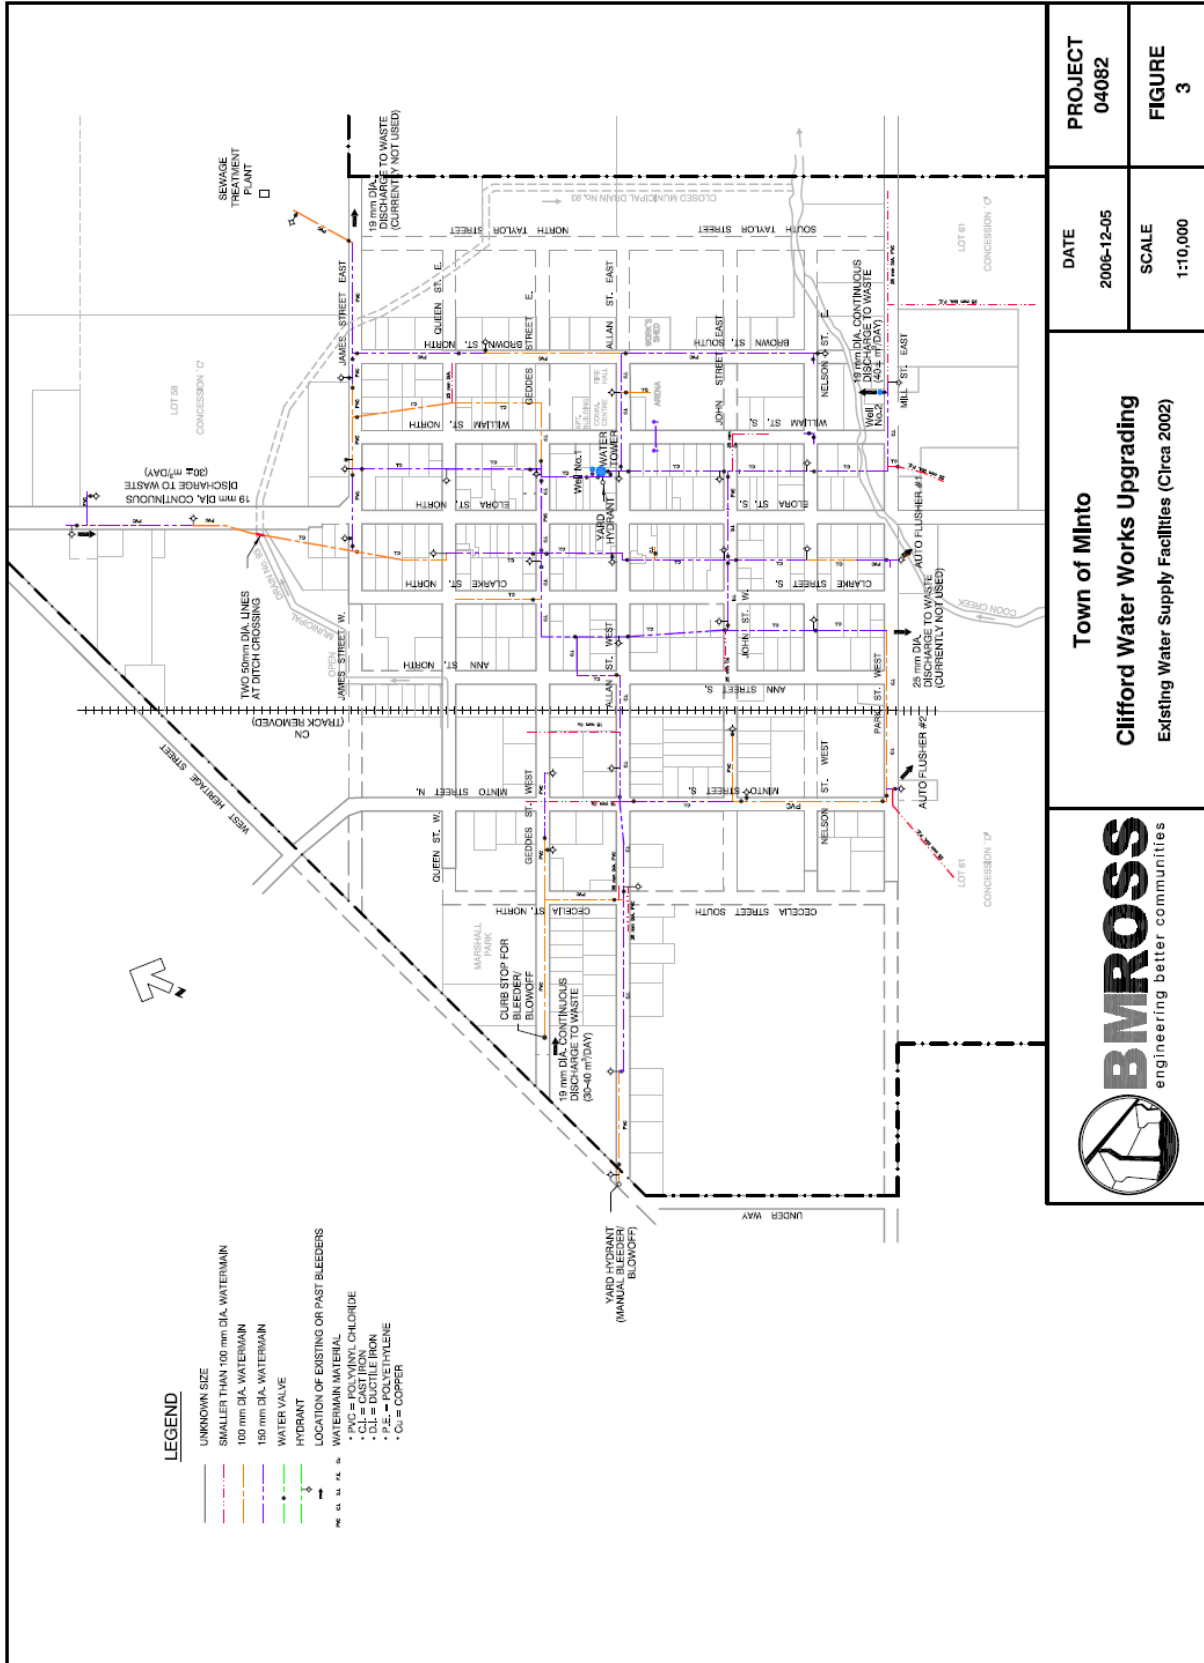 SEWAGE
TREATMENT
PLANT
19 mm DIA.
DISCHARGE TO WASTE
(CURRENTLY NOT USED)
LOT 58
CONCESSION 'C'
19 mm DIA. CONTINUOUS
DISCHARGE TO WASTE
(30± m³/DAY)
TWO 50mm DIA. LINES
AT DITCH CROSSING
OPEN
MUNICIPAL
DRAIN No. 93
CLOSED MUNICIPAL DRAIN No. 93
NORTH TAYLOR STREET
SOUTH TAYLOR STREET
JAMES STREET EAST
JAMES STREET W.
QUEEN ST. E.
QUEEN ST. W.
GEDDES STREET E.
GEDDES ST. WEST
ALLAN ST. EAST
ALLAN ST. WEST
JOHN STREET EAST
JOHN ST. W.
NELSON ST. E.
NELSON ST. WEST
MILL ST. EAST
PARK ST. WEST
BROWN ST. NORTH
BROWN ST. SOUTH
WILLIAM ST. NORTH
WILLIAM ST. S.
ELORA ST. NORTH
ELORA ST. S.
CLARKE ST. NORTH
CLARKE STREET S.
ANN ST. NORTH
ANN STREET S.
MINTO STREET N.
MINTO STREET S.
CECELIA ST. NORTH
CECELIA STREET SOUTH
WEST HERITAGE STREET
UNDER WAY
CN
(TRACK REMOVED)
WORK'S
SHED
FIRE
HALL
COMM.
CENTRE
APT.
BUILDING
ARENA
Well No.1
WATER
TOWER
YARD
HYDRANT
Well
No.2
19 mm DIA. CONTINUOUS
DISCHARGE TO WASTE
(40± m³/DAY)
AUTO FLUSHER #1
25 mm DIA.
DISCHARGE TO WASTE
(CURRENTLY NOT USED)
AUTO FLUSHER #2
COON CREEK
LOT 61
CONCESSION 'C'
LOT 61
CONCESSION 'D'
MARSHALL
PARK
CURB STOP FOR
BLEEDER/
BLOWOFF
19 mm DIA. CONTINUOUS
DISCHARGE TO WASTE
(30-40 m³/DAY)
YARD HYDRANT
(MANUAL BLEEDER/
BLOWOFF)
N
LEGEND
UNKNOWN SIZE
SMALLER THAN 100 mm DIA. WATERMAIN
100 mm DIA. WATERMAIN
150 mm DIA. WATERMAIN
WATER VALVE
HYDRANT
LOCATION OF EXISTING OR PAST BLEEDERS
PVC C.I. D.I. P.E. Cu WATERMAIN MATERIAL
• PVC = POLYVINYL CHLORIDE
• C.I. = CAST IRON
• D.I. = DUCTILE IRON
• P.E. = POLYETHYLENE
• Cu = COPPER
BMROSS
engineering better communities
Town of Minto
Clifford Water Works Upgrading
Existing Water Supply Facilities (Circa 2002)
DATE
2006-12-05
SCALE
1:10,000
PROJECT
04082
FIGURE
3